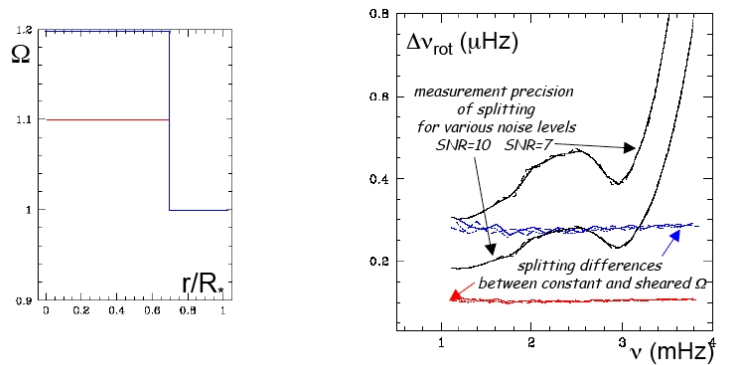 1.2
Ω
1.1
1
0.9
0
0.2
0.4
0.6
0.8
1
r/R*
0.8
Δνrot (μHz)
0.6
measurement precision
of splitting
for various noise levels
SNR=10 SNR=7
0.4
0.2
splitting differences
between constant and sheared Ω
1
2
3
4
ν (mHz)